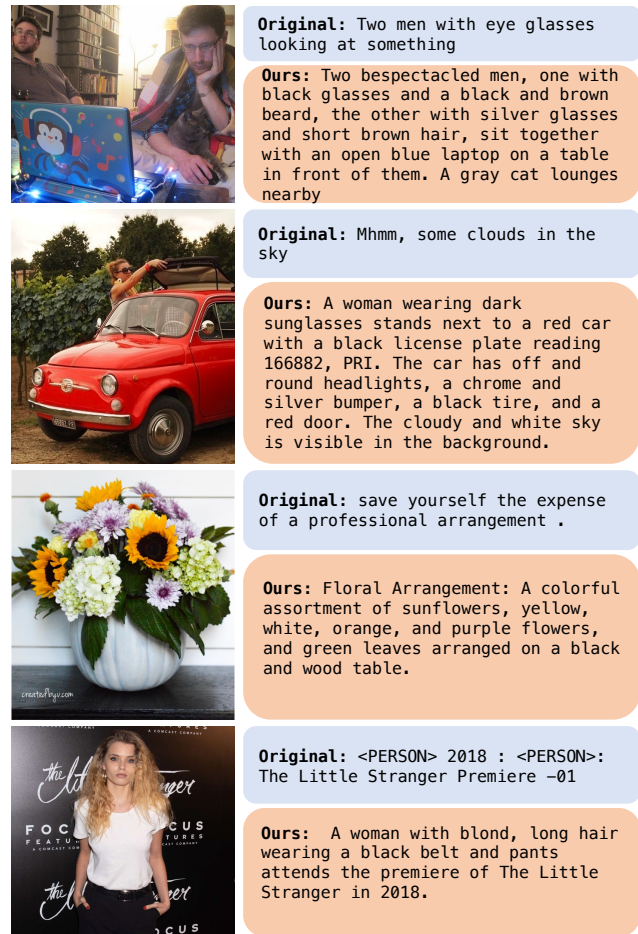 Original: Two men with eye glasses
looking at something
Ours: Two bespectacled men, one with
black glasses and a black and brown
beard, the other with silver glasses
and short brown hair, sit together
with an open blue laptop on a table
in front of them. A gray cat lounges
nearby
Original: Mhmm, some clouds in the
sky
Ours: A woman wearing dark
sunglasses stands next to a red car
with a black license plate reading
166882, PRI. The car has off and
round headlights, a chrome and
silver bumper, a black tire, and a
red door. The cloudy and white sky
is visible in the background.
Original: save yourself the expense
of a professional arrangement .
Ours: Floral Arrangement: A colorful
assortment of sunflowers, yellow,
white, orange, and purple flowers,
and green leaves arranged on a black
and wood table.
createdbyv.com
A COMCAST COMPANY
the
FOCUS
FEATURES
A COMCAST COMPANY
the
Original: <PERSON> 2018 : <PERSON>:
The Little Stranger Premiere –01
Ours:  A woman with blond, long hair
wearing a black belt and pants
attends the premiere of The Little
Stranger in 2018.